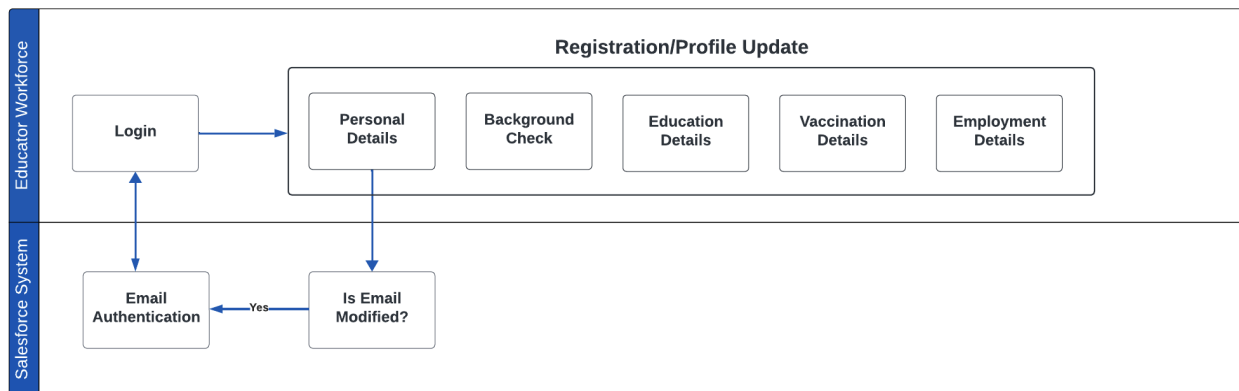 Educator Workforce
Registration/Profile Update
Login
Personal
Details
Background
Check
Education
Details
Vaccination
Details
Employment
Details
Salesforce System
Email
Authentication
Yes
Is Email
Modified?